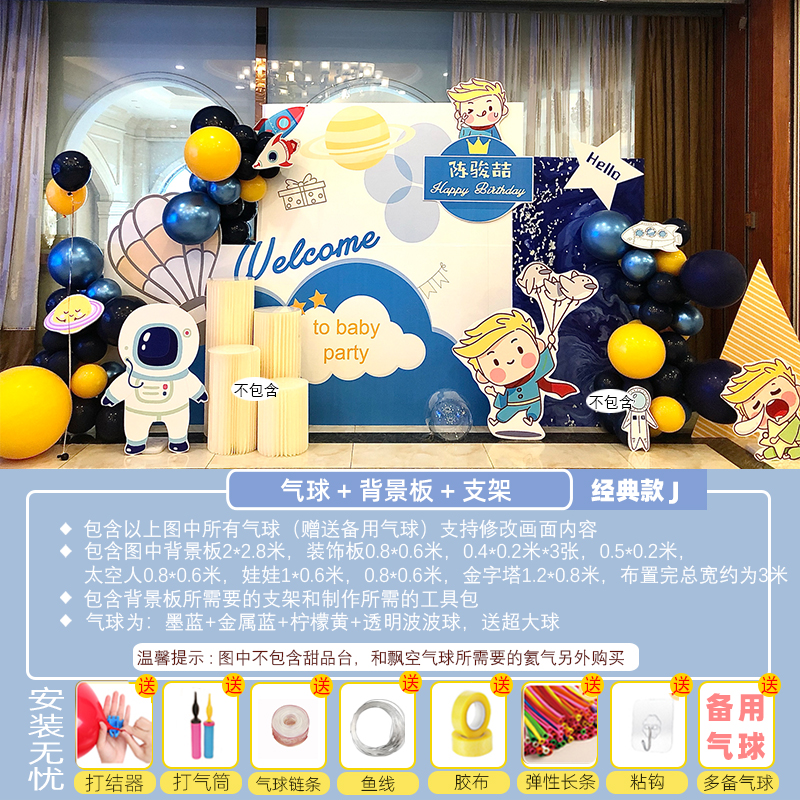 陈骏喆
Happy Birthday
Hello
Welcome
to baby
party
不包含
不包含
气球 + 背景板 + 支架
经典款 J
◆ 包含以上图中所有气球（赠送备用气球）支持修改画面内容
◆ 包含图中背景板2*2.8米，装饰板0.8*0.6米，0.4*0.2米*3张，0.5*0.2米，
太空人0.8*0.6米，娃娃1*0.6米，0.8*0.6米，金字塔1.2*0.8米，布置完总宽约为3米
◆ 包含背景板所需要的支架和制作所需的工具包
◆ 气球为：墨蓝+金属蓝+柠檬黄+透明波波球，送超大球
温馨提示 : 图中不包含甜品台，和飘空气球所需要的氦气另外购买
安装无忧
送 送 送 送 送 送 送 送
备用
气球
打结器 打气筒 气球链条 鱼线 胶布 弹性长条 粘钩 多备气球